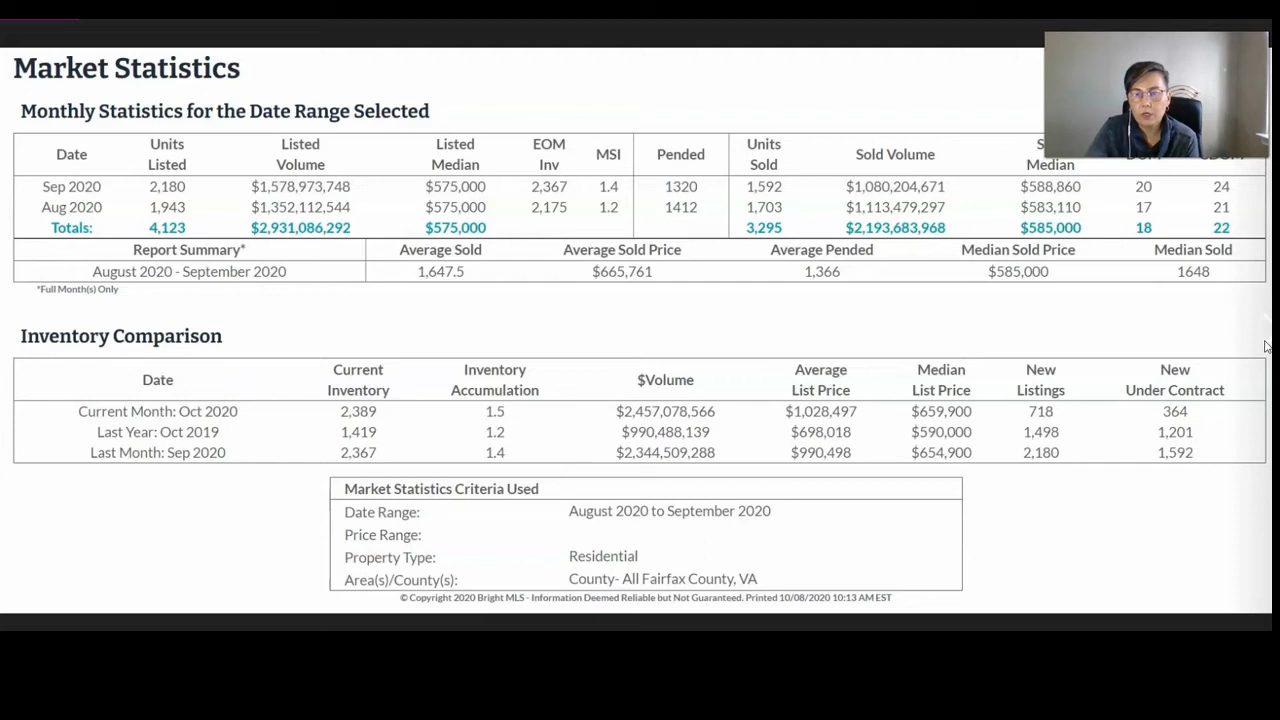 Market Statistics
Monthly Statistics for the Date Range Selected
Date Units Listed Listed Volume Listed Median EOM Inv MSI Pended Units Sold Sold Volume Median
Sep 2020 2,180 $1,578,973,748 $575,000 2,367 1.4 1320 1,592 $1,080,204,671 $588,860 20 24
Aug 2020 1,943 $1,352,112,544 $575,000 2,175 1.2 1412 1,703 $1,113,479,297 $583,110 17 21
Totals: 4,123 $2,931,086,292 $575,000 3,295 $2,193,683,968 $585,000 18 22
Report Summary* Average Sold Average Sold Price Average Pended Median Sold Price Median Sold
August 2020 - September 2020 1,647.5 $665,761 1,366 $585,000 1648
*Full Month(s) Only
Inventory Comparison
Date Current Inventory Inventory Accumulation $Volume Average List Price Median List Price New Listings New Under Contract
Current Month: Oct 2020 2,389 1.5 $2,457,078,566 $1,028,497 $659,900 718 364
Last Year: Oct 2019 1,419 1.2 $990,488,139 $698,018 $590,000 1,498 1,201
Last Month: Sep 2020 2,367 1.4 $2,344,509,288 $990,498 $654,900 2,180 1,592
Market Statistics Criteria Used
Date Range: August 2020 to September 2020
Price Range:
Property Type: Residential
Area(s)/County(s): County- All Fairfax County, VA
© Copyright 2020 Bright MLS - Information Deemed Reliable but Not Guaranteed. Printed 10/08/2020 10:13 AM EST